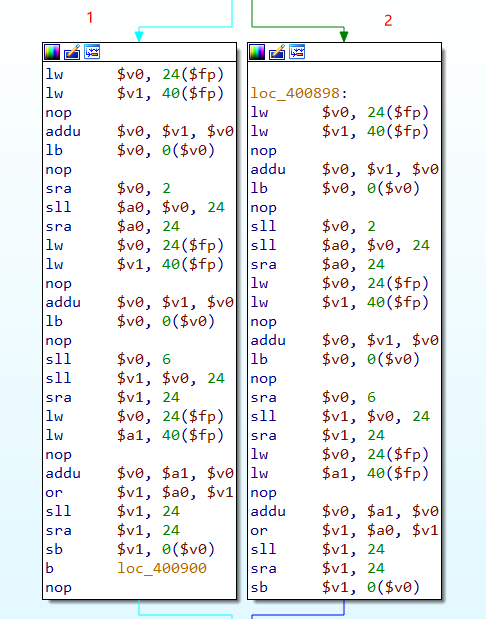 1
2
lw $v0, 24($fp)
lw $v1, 40($fp)
nop
addu $v0, $v1, $v0
lb $v0, 0($v0)
nop
sra $v0, 2
sll $a0, $v0, 24
sra $a0, 24
lw $v0, 24($fp)
lw $v1, 40($fp)
nop
addu $v0, $v1, $v0
lb $v0, 0($v0)
nop
sll $v0, 6
sll $v1, $v0, 24
sra $v1, 24
lw $v0, 24($fp)
lw $a1, 40($fp)
nop
addu $v0, $a1, $v0
or $v1, $a0, $v1
sll $v1, 24
sra $v1, 24
sb $v1, 0($v0)
b loc_400900
nop
loc_400898:
lw $v0, 24($fp)
lw $v1, 40($fp)
nop
addu $v0, $v1, $v0
lb $v0, 0($v0)
nop
sll $v0, 2
sll $a0, $v0, 24
sra $a0, 24
lw $v0, 24($fp)
lw $v1, 40($fp)
nop
addu $v0, $v1, $v0
lb $v0, 0($v0)
nop
sra $v0, 6
sll $v1, $v0, 24
sra $v1, 24
lw $v0, 24($fp)
lw $a1, 40($fp)
nop
addu $v0, $a1, $v0
or $v1, $a0, $v1
sll $v1, 24
sra $v1, 24
sb $v1, 0($v0)